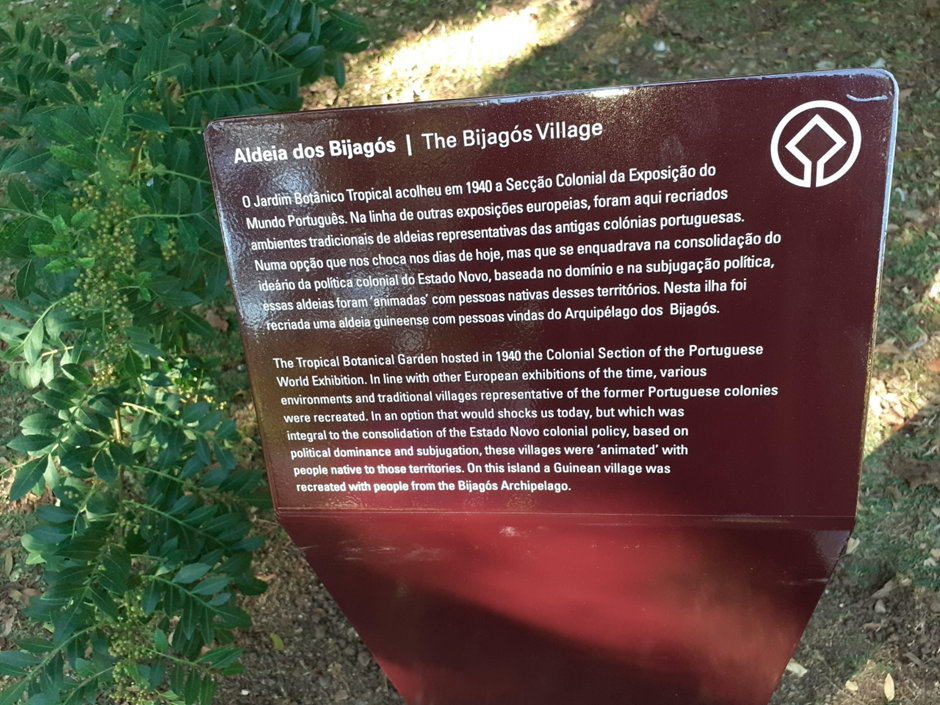 Aldeia dos Bijagós | The Bijagós Village
O Jardim Botânico Tropical acolheu em 1940 a Secção Colonial da Exposição do
Mundo Português. Na linha de outras exposições europeias, foram aqui recriados
ambientes tradicionais de aldeias representativas das antigas colónias portuguesas.
Numa opção que nos choca nos dias de hoje, mas que se enquadrava na consolidação do
ideário da política colonial do Estado Novo, baseada no domínio e na subjugação política,
essas aldeias foram ‘animadas’ com pessoas nativas desses territórios. Nesta ilha foi
recriada uma aldeia guineense com pessoas vindas do Arquipélago dos Bijagós.
The Tropical Botanical Garden hosted in 1940 the Colonial Section of the Portuguese
World Exhibition. In line with other European exhibitions of the time, various
environments and traditional villages representative of the former Portuguese colonies
were recreated. In an option that would shocks us today, but which was
integral to the consolidation of the Estado Novo colonial policy, based on
political dominance and subjugation, these villages were ‘animated’ with
people native to those territories. On this island a Guinean village was
recreated with people from the Bijagós Archipelago.